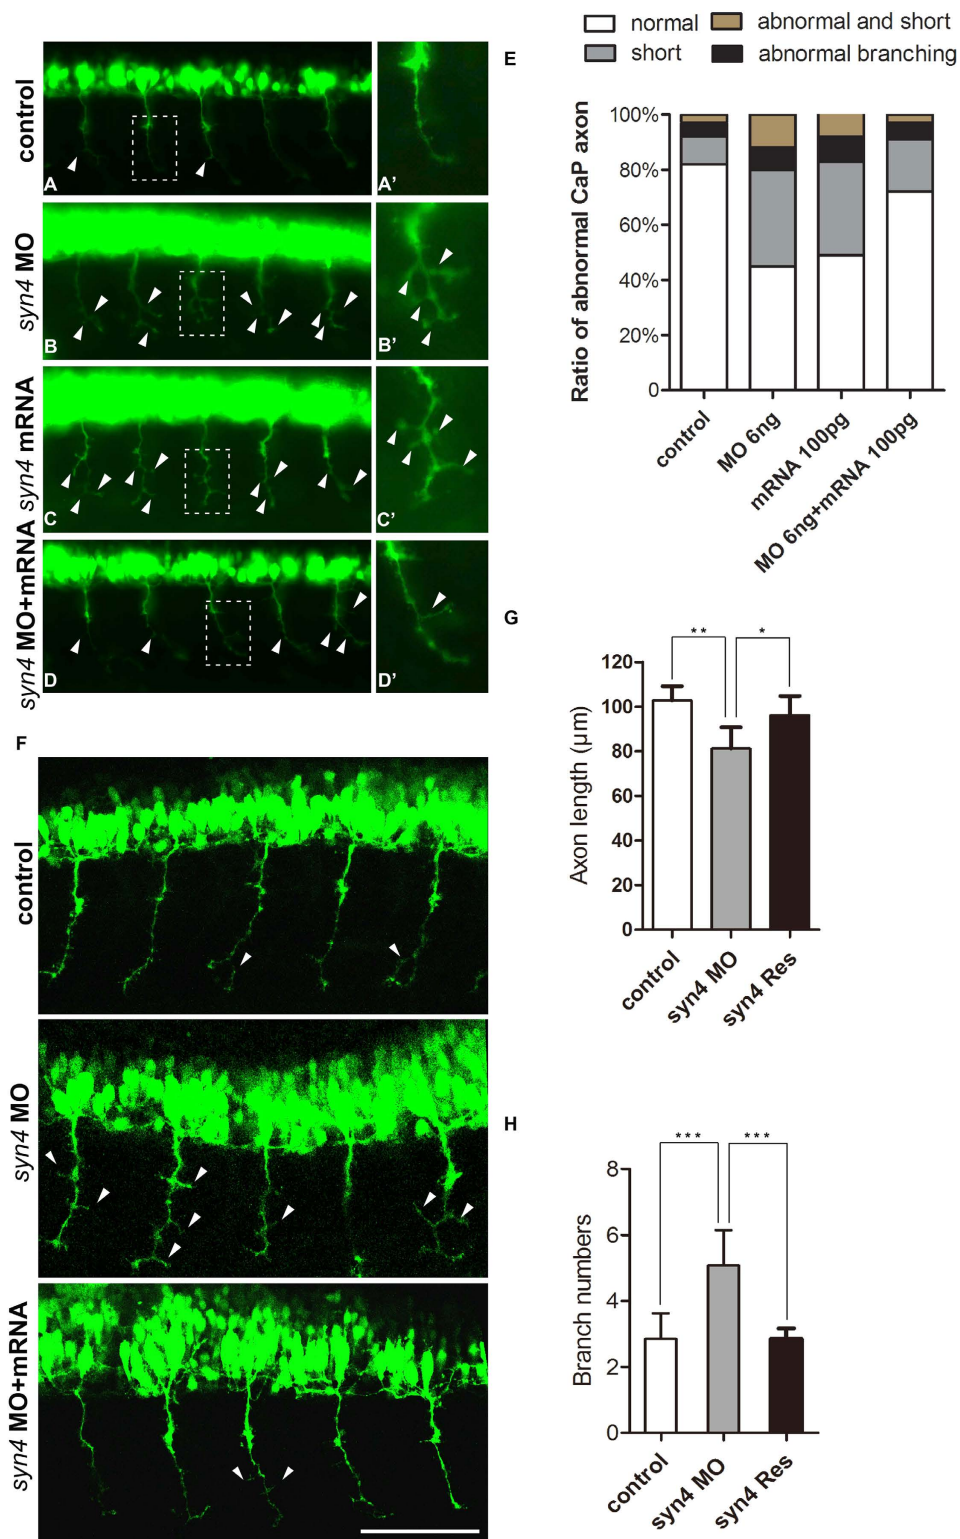 control
A
A'
syn4 MO
B
B'
syn4 mRNA
C
C'
syn4 MO+mRNA
D
D'
E
normal
abnormal and short
short
abnormal branching
Ratio of abnormal CaP axon
100%
80%
60%
40%
20%
0
control
MO 6ng
mRNA 100pg
MO 6ng+mRNA 100pg
F
control
syn4 MO
syn4 MO+mRNA
G
**
*
Axon length (µm)
120
100
80
60
40
20
0
control
syn4 MO
syn4 Res
H
***
***
Branch numbers
8
6
4
2
0
control
syn4 MO
syn4 Res